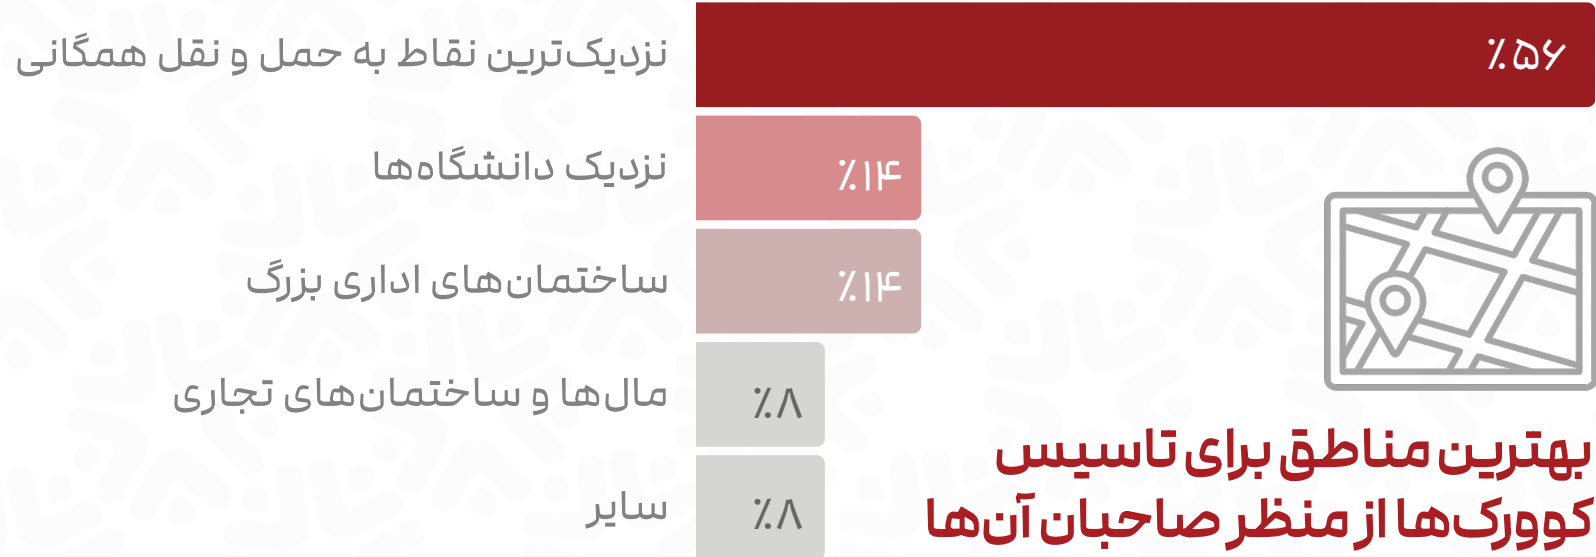 نزدیک‌ترین نقاط به حمل و نقل همگانی
٪۵۶
نزدیک دانشگاه‌ها
٪۱۴
ساختمان‌های اداری بزرگ
٪۱۴
مال‌ها و ساختمان‌های تجاری
٪۸
سایر
٪۸
بهترین مناطق برای تاسیس
کوورک‌ها از منظر صاحبان آن‌ها